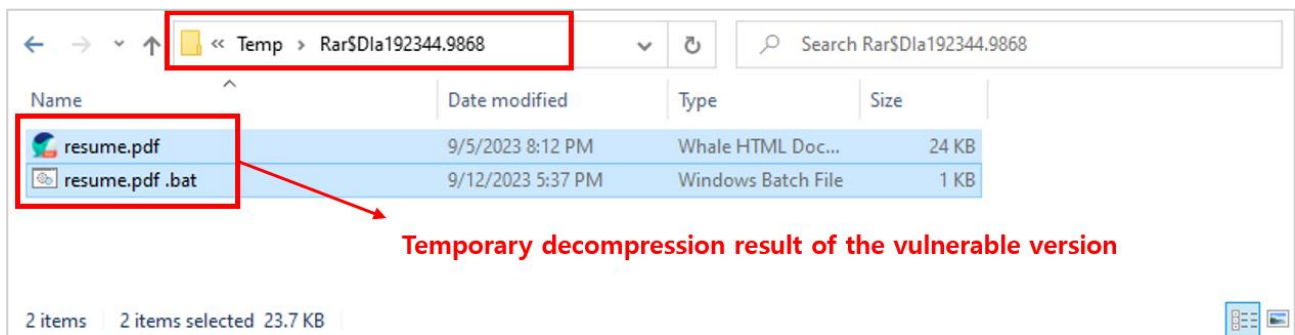 « Temp > Rar$DIa192344.9868
Search Rar$DIa192344.9868
Name Date modified Type Size
resume.pdf 9/5/2023 8:12 PM Whale HTML Doc... 24 KB
resume.pdf .bat 9/12/2023 5:37 PM Windows Batch File 1 KB
Temporary decompression result of the vulnerable version
2 items 2 items selected 23.7 KB